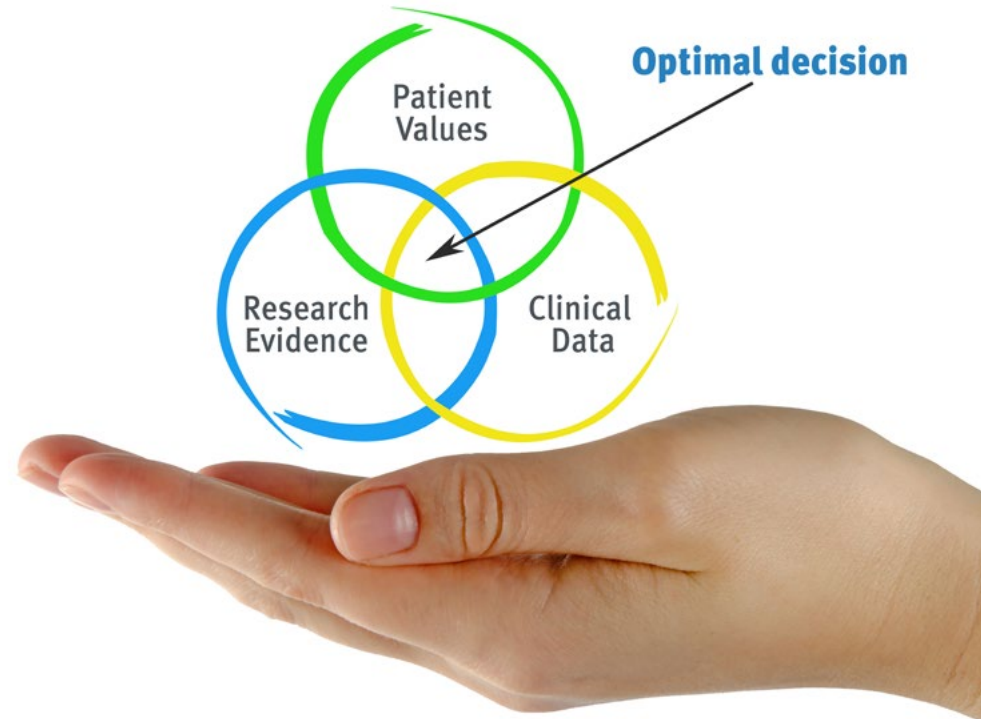 Optimal decision
Patient
Values
Research
Evidence
Clinical
Data